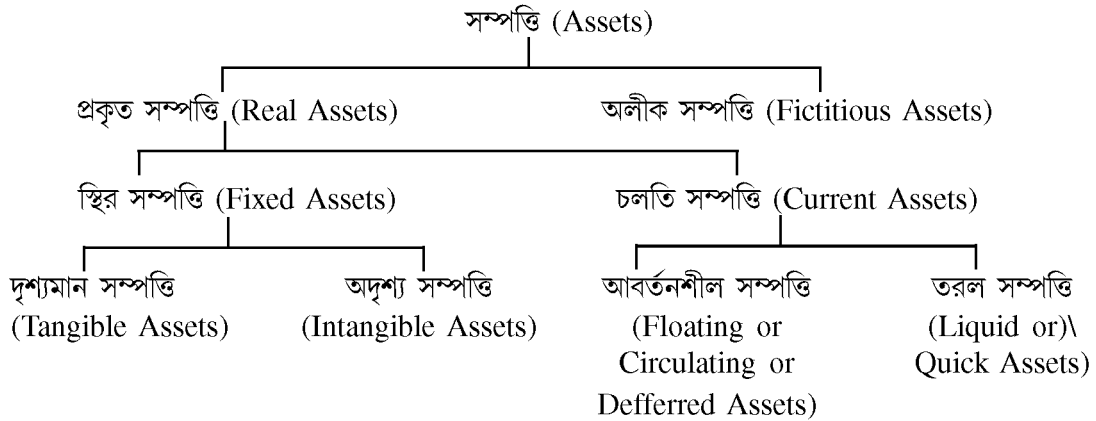 সম্পত্তি (Assets)
প্রকৃত সম্পত্তি (Real Assets)
অলীক সম্পত্তি (Fictitious Assets)
স্থির সম্পত্তি (Fixed Assets)
চলতি সম্পত্তি (Current Assets)
দৃশ্যমান সম্পত্তি
(Tangible Assets)
অদৃশ্য সম্পত্তি
(Intangible Assets)
আবর্তনশীল সম্পত্তি
(Floating or
Circulating or
Defferred Assets)
তরল সম্পত্তি
(Liquid or)\
Quick Assets)